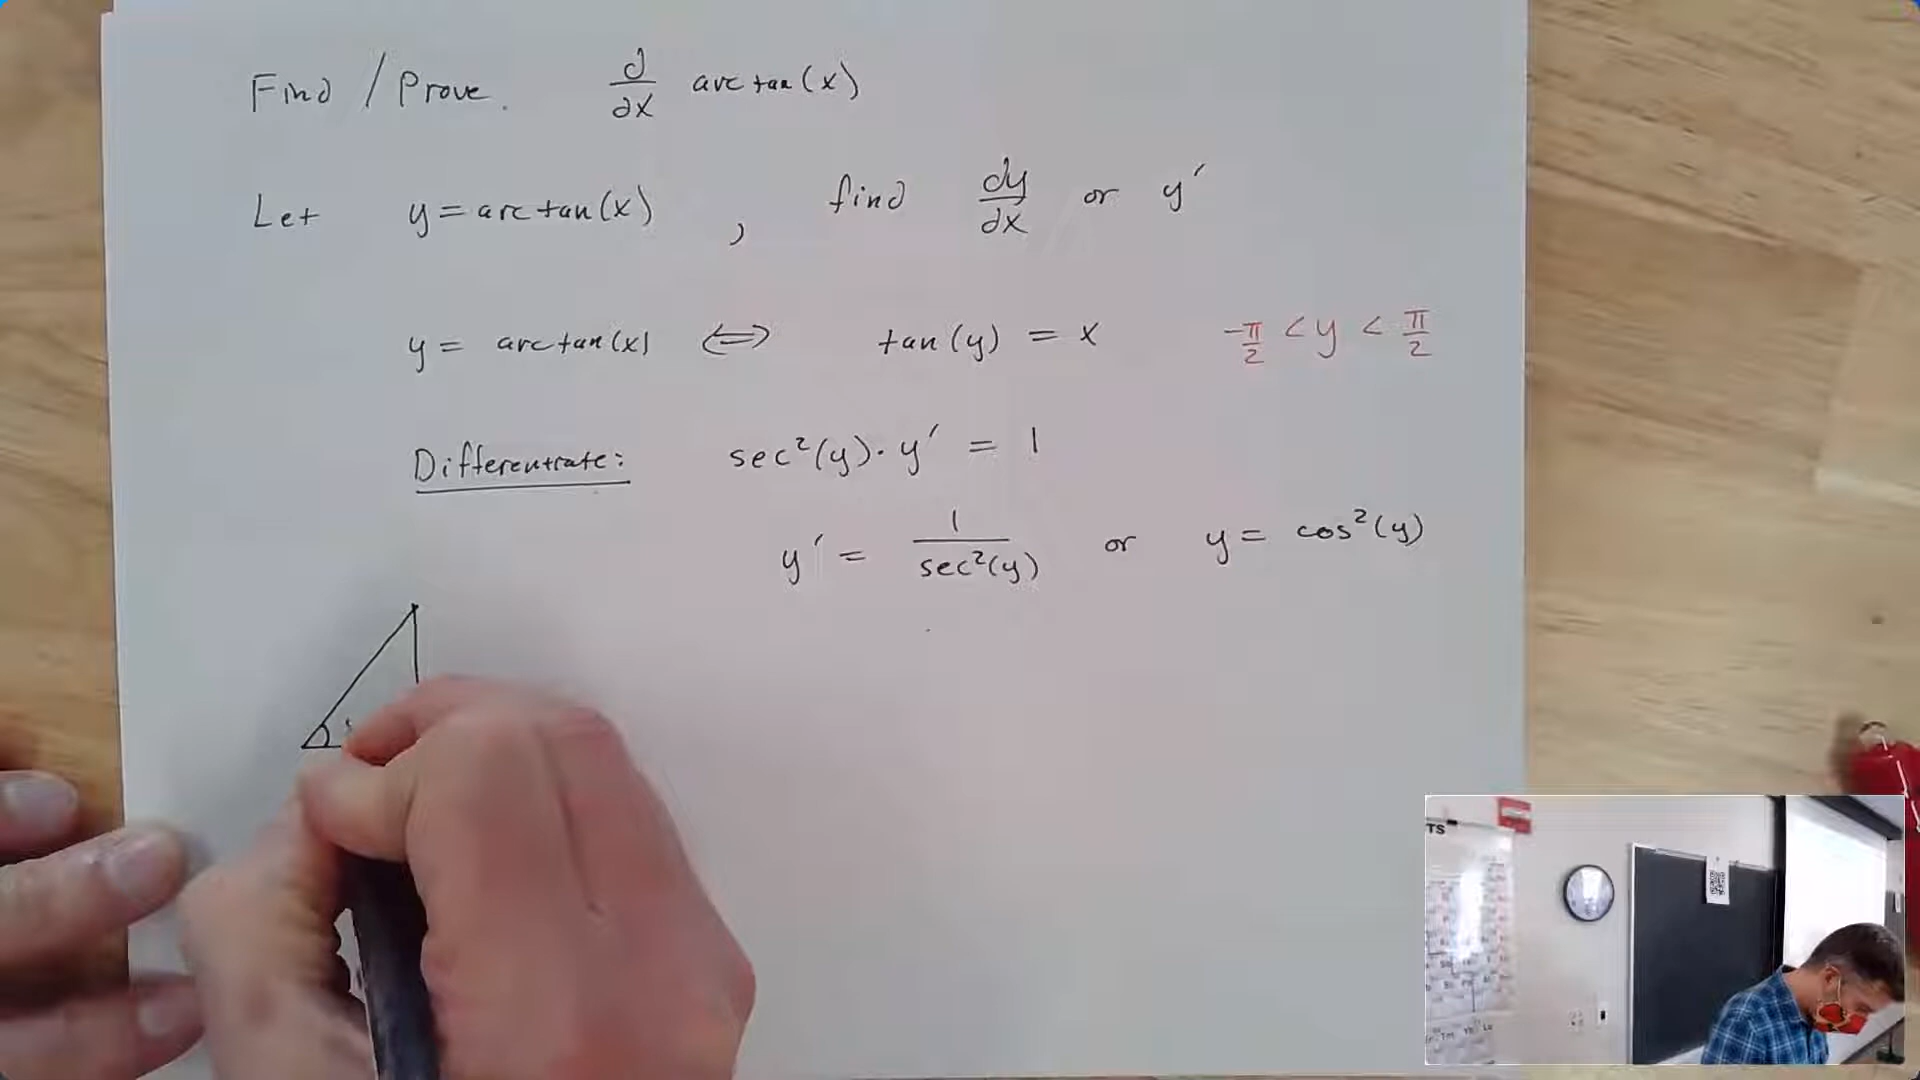 Find / Prove. d/dx arctan(x)
Let y = arctan(x) , find dy/dx or y′
y = arctan(x) ⇔ tan(y) = x -π/2 < y < π/2
Differentiate: sec²(y) · y′ = 1
y′ = 1/sec²(y) or y = cos²(y)
TS